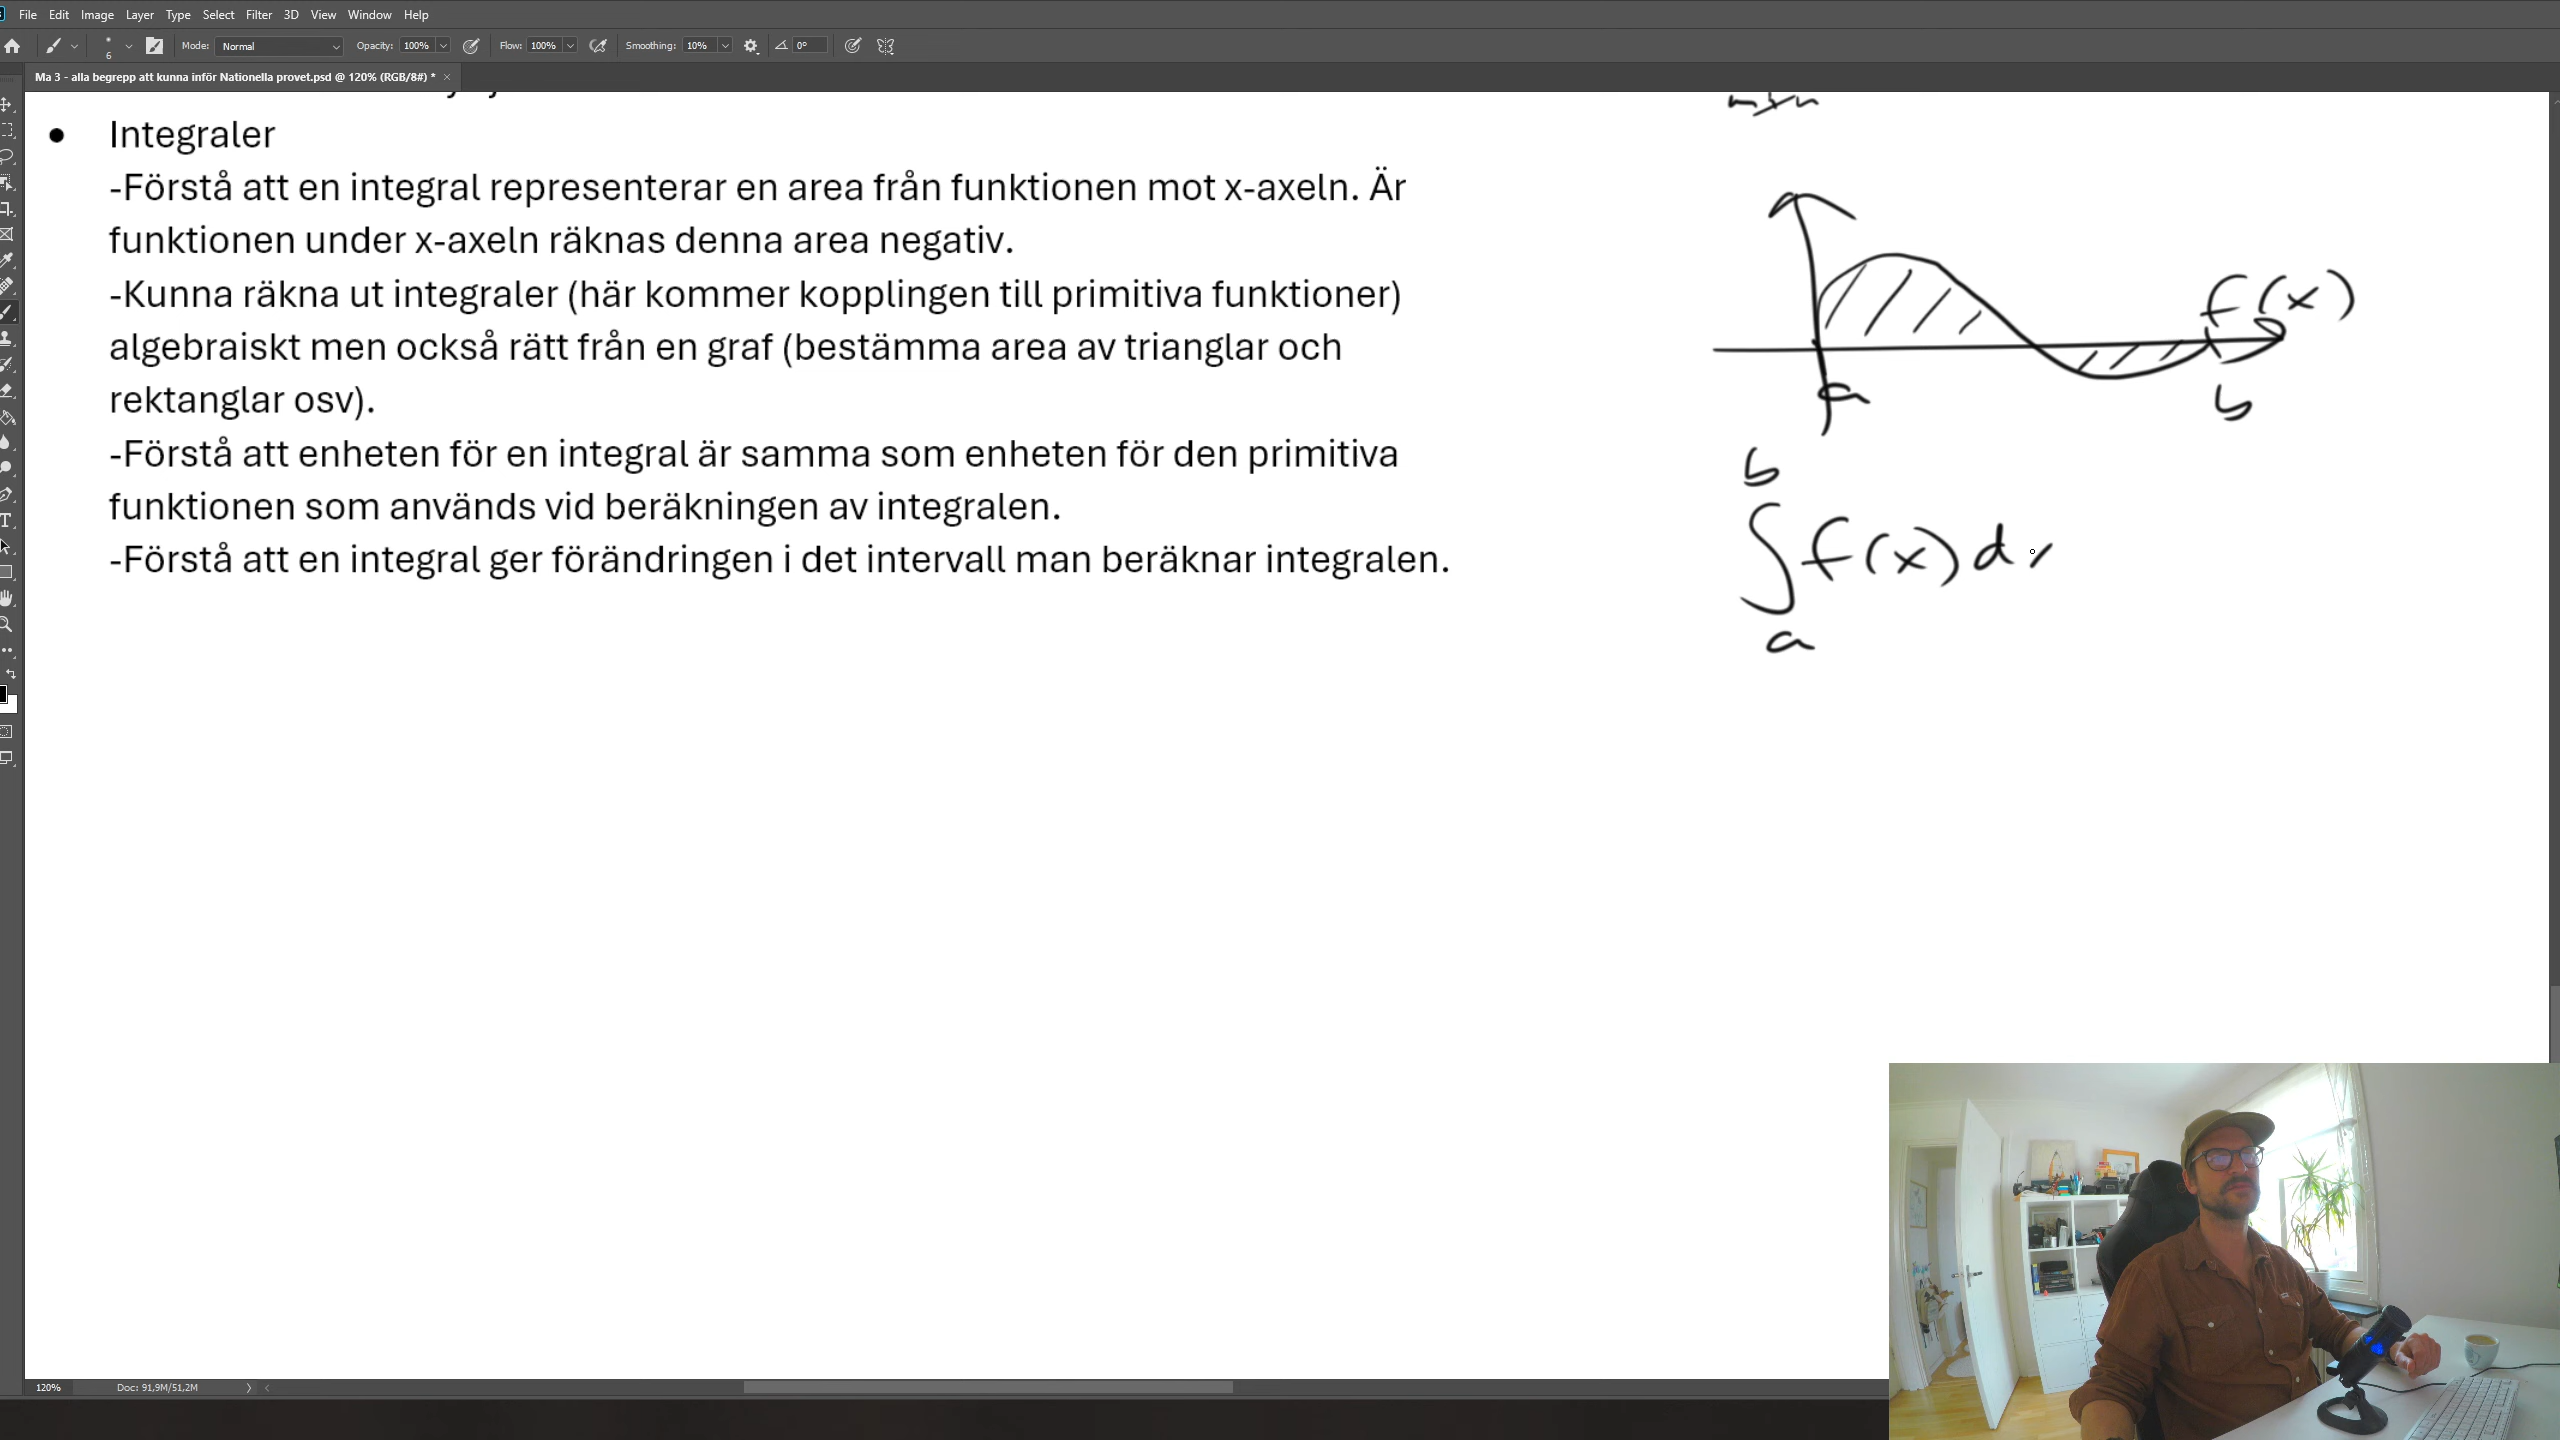 File Edit Image Layer Type Select Filter 3D View Window Help
6 Mode: Normal Opacity: 100% Flow: 100% Smoothing: 10% 0°
Ma 3 - alla begrepp att kunna inför Nationella provet.psd @ 120% (RGB/8#) * ×
• Integraler
-Förstå att en integral representerar en area från funktionen mot x-axeln. Är
funktionen under x-axeln räknas denna area negativ.
-Kunna räkna ut integraler (här kommer kopplingen till primitiva funktioner)
algebraiskt men också rätt från en graf (bestämma area av trianglar och
rektanglar osv).
-Förstå att enheten för en integral är samma som enheten för den primitiva
funktionen som används vid beräkningen av integralen.
-Förstå att en integral ger förändringen i det intervall man beräknar integralen.
f(x)
a b
b
∫ f(x) d
a
120% Doc: 91,9M/51,2M